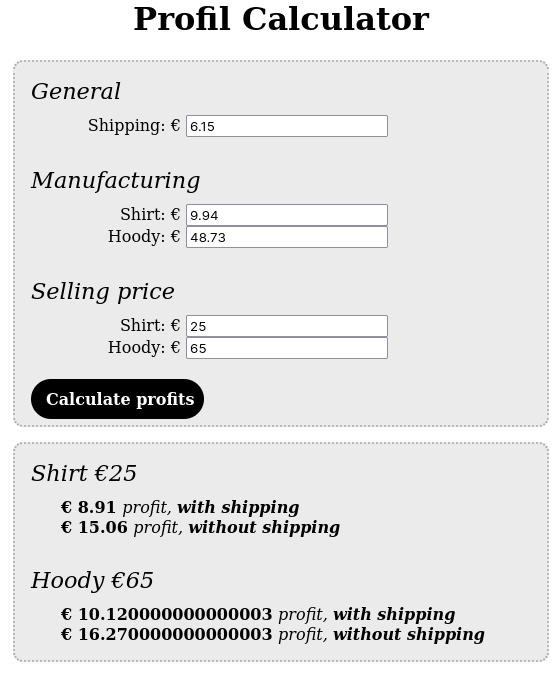 Profil Calculator
General
Shipping: € 6.15
Manufacturing
Shirt: € 9.94
Hoody: € 48.73
Selling price
Shirt: € 25
Hoody: € 65
Calculate profits
Shirt €25
€ 8.91 profit, with shipping
€ 15.06 profit, without shipping
Hoody €65
€ 10.120000000000003 profit, with shipping
€ 16.270000000000003 profit, without shipping